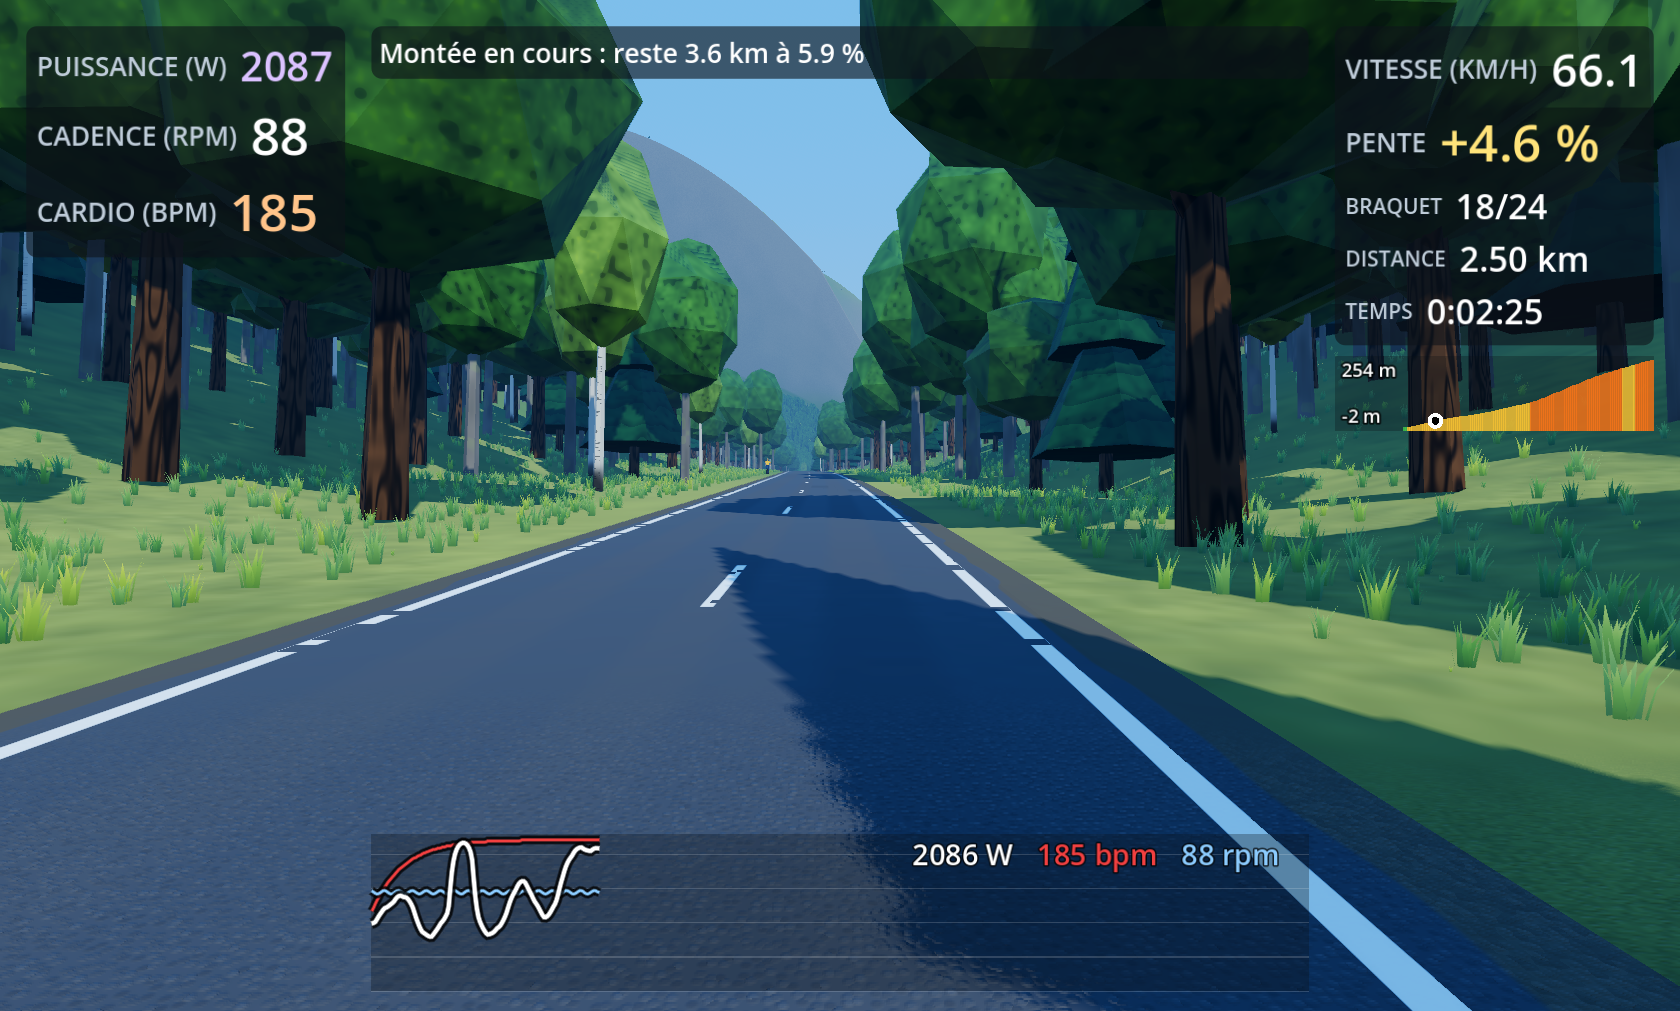 PUISSANCE (W) 2087
CADENCE (RPM) 88
CARDIO (BPM) 185
Montée en cours : reste 3.6 km à 5.9 %
VITESSE (KM/H) 66.1
PENTE +4.6 %
BRAQUET 18/24
DISTANCE 2.50 km
TEMPS 0:02:25
254 m
-2 m
2086 W 185 bpm 88 rpm